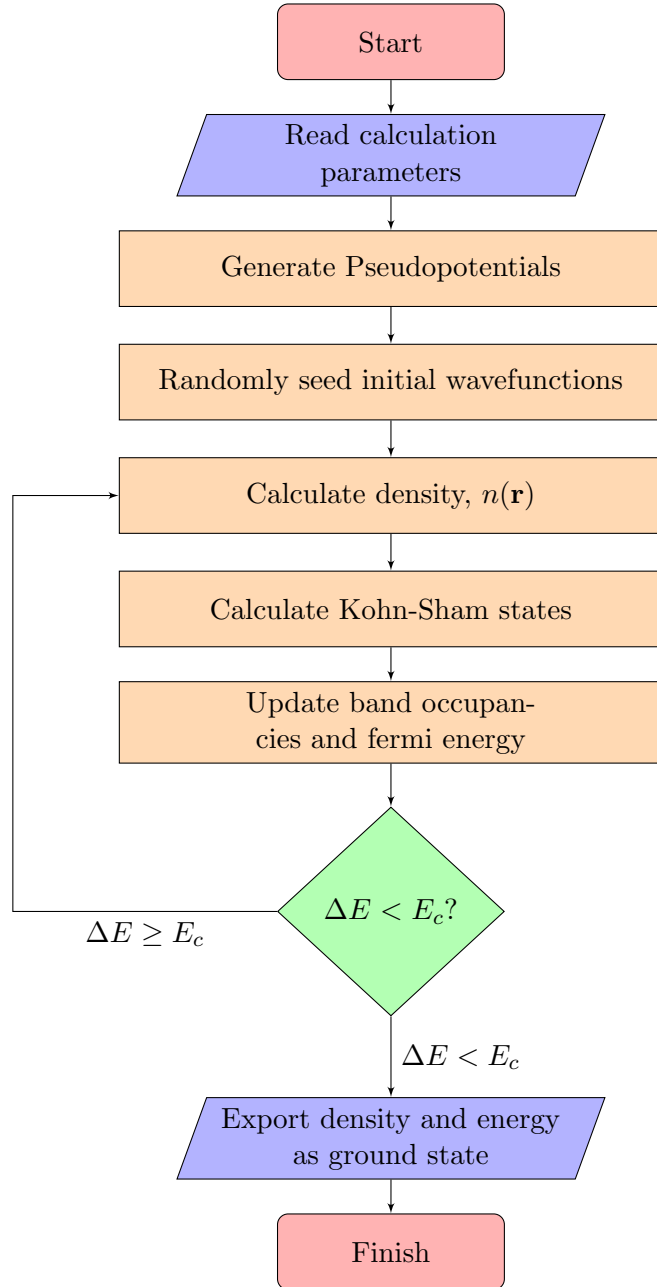 Start
Read calculation
parameters
Generate Pseudopotentials
Randomly seed initial wavefunctions
Calculate density, n(r)
Calculate Kohn-Sham states
Update band occupan-
cies and fermi energy
ΔE < E_c?
ΔE ≥ E_c
ΔE < E_c
Export density and energy
as ground state
Finish